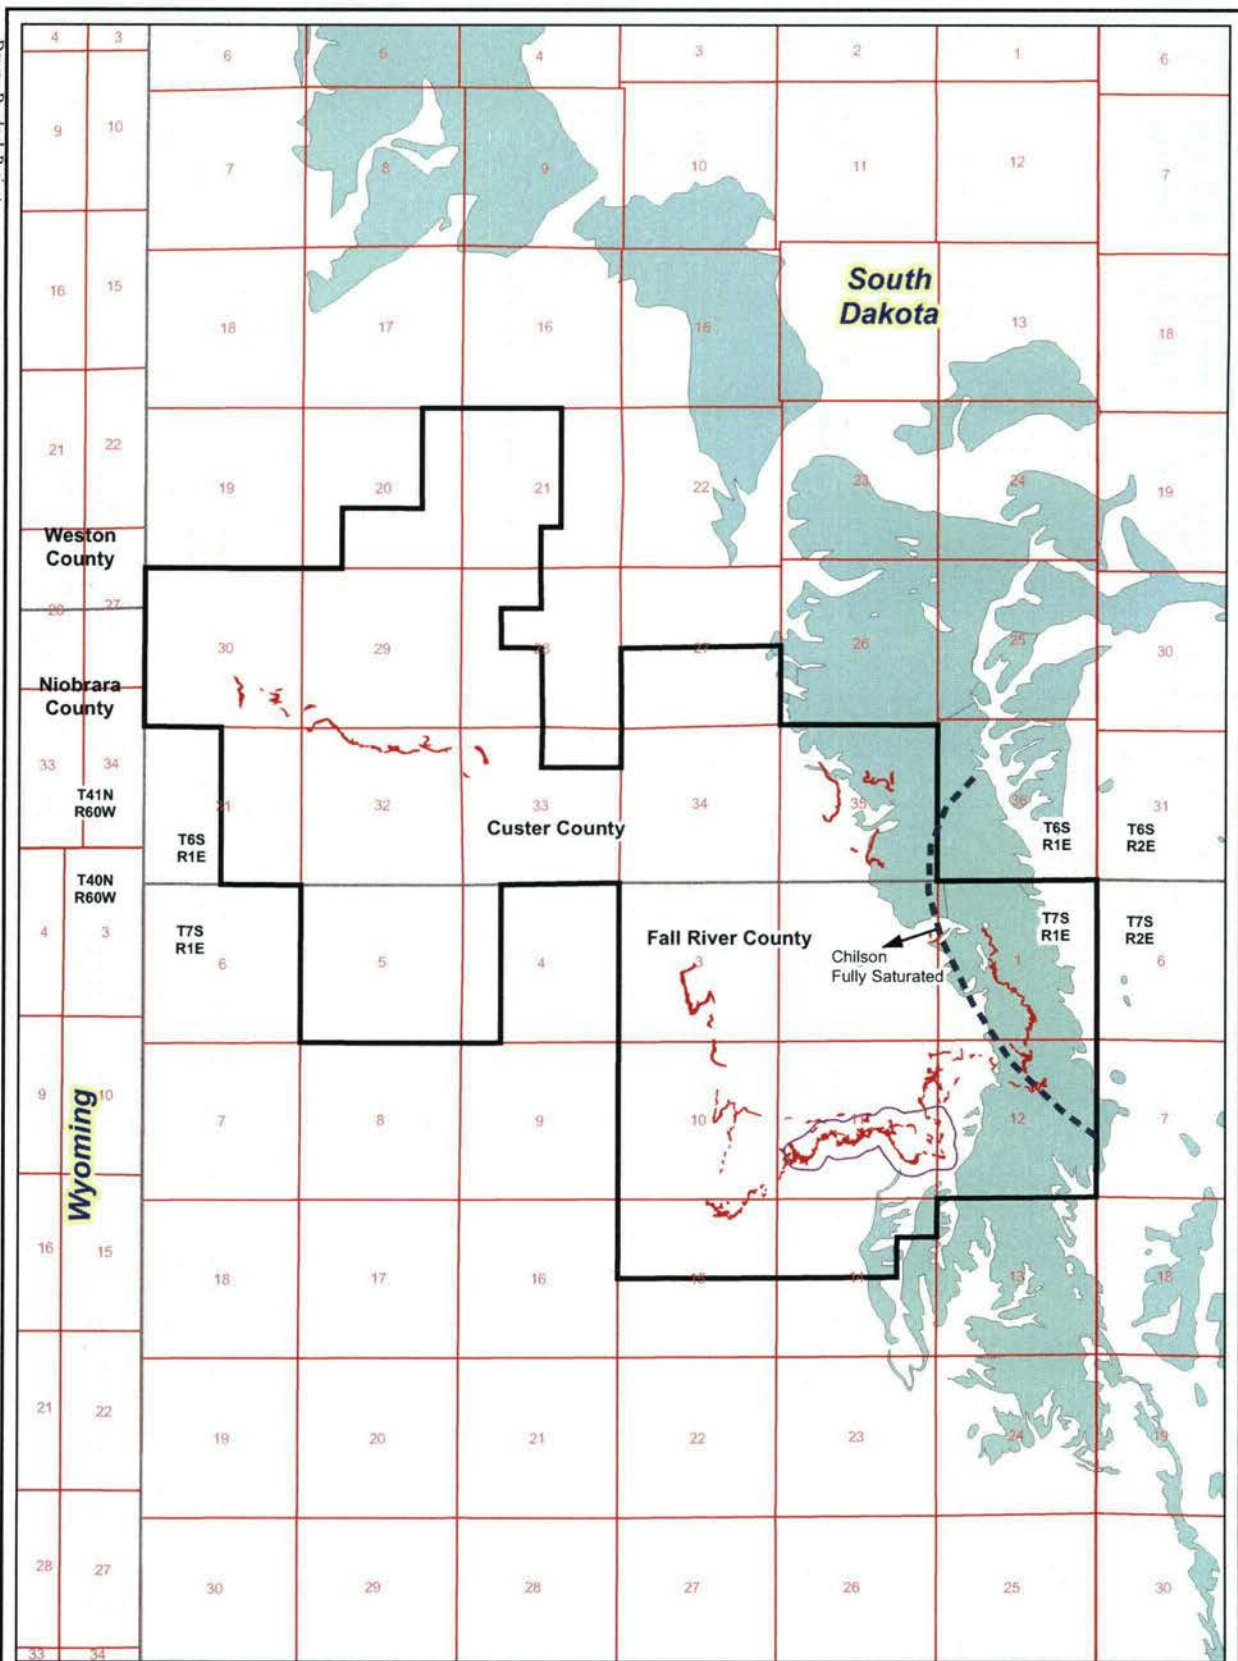 4 3 6 5 4 3 2 1 6
9 10 7 8 9 10 11 12 7
16 15 18 17 16 15 South
Dakota 13 18
21 22 19 20 21 22 23 24 19
Weston
County
28 27 30 29 28 27 26 25 30
Niobrara
County
33 34 31 32 33 34 35 36 31
T41N
R60W
T6S
R1E
Custer County
T6S
R1E
T6S
R2E
T40N
R60W
T7S
R1E
Fall River County
T7S
R1E
T7S
R2E
4 3 6 5 4 3 1 6
Chilson
Fully Saturated
9 10 7 8 9 10 11 12 7
Wyoming
16 15 18 17 16 15 14 13 18
21 22 19 20 21 22 23 24 19
28 27 30 29 28 27 26 25 30
33 34